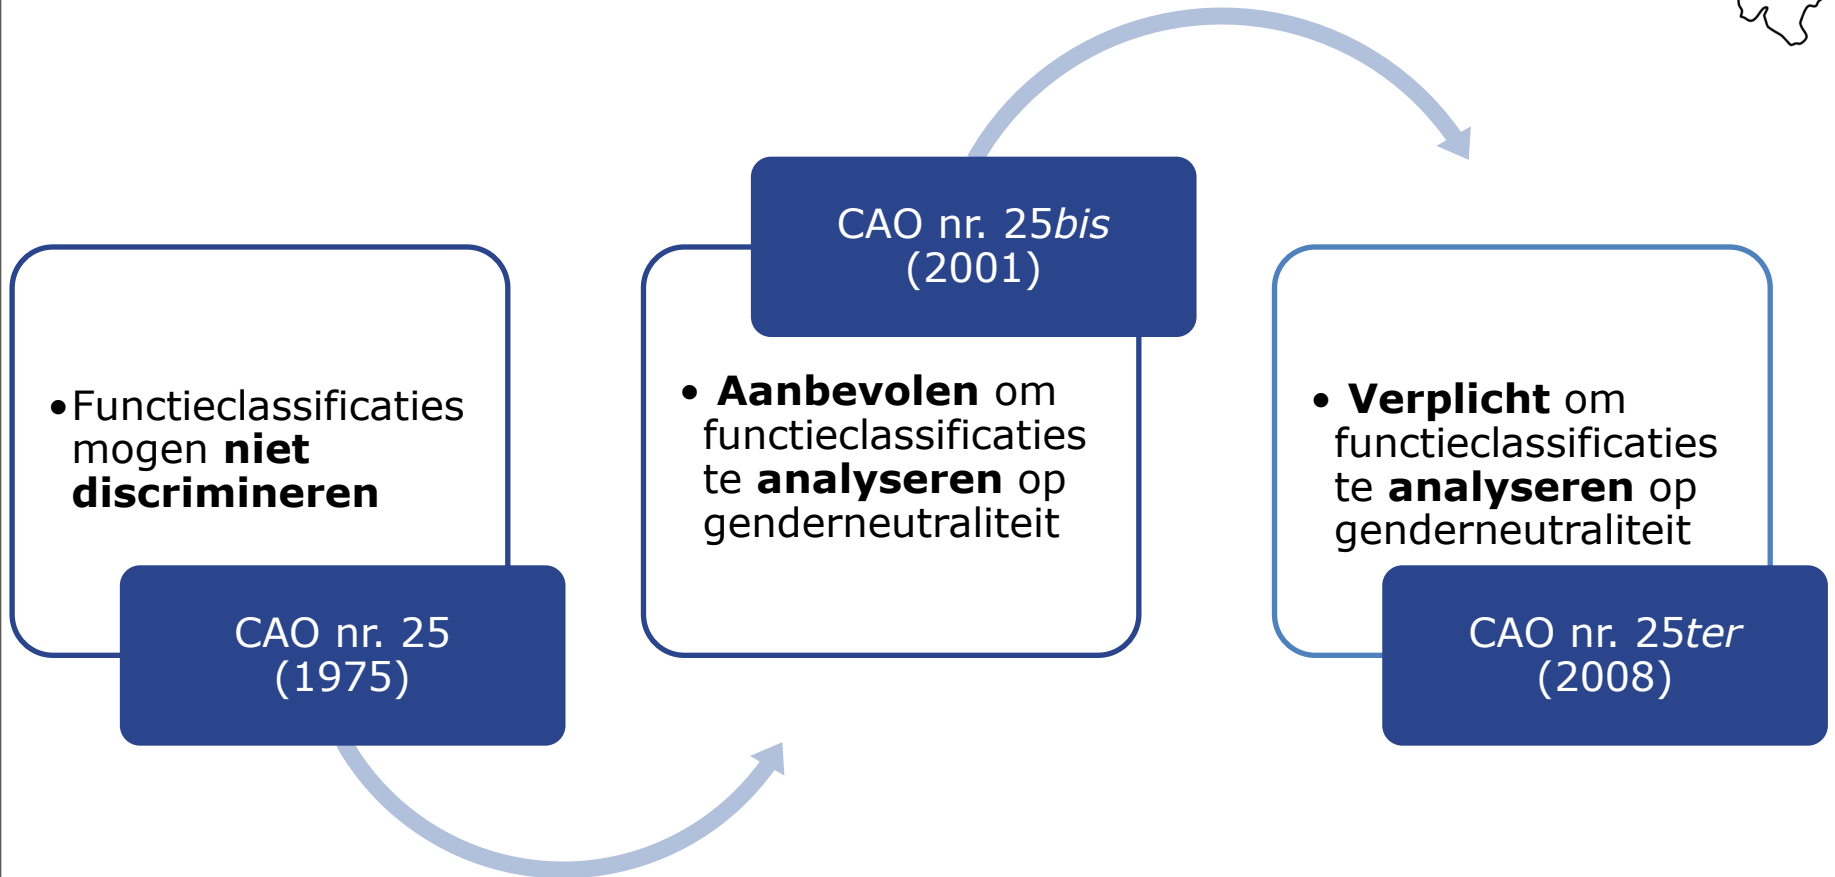 •Functieclassificaties
mogen niet
discrimineren
CAO nr. 25
(1975)
CAO nr. 25bis
(2001)
• Aanbevolen om
functieclassificaties
te analyseren op
genderneutraliteit
• Verplicht om
functieclassificaties
te analyseren op
genderneutraliteit
CAO nr. 25ter
(2008)